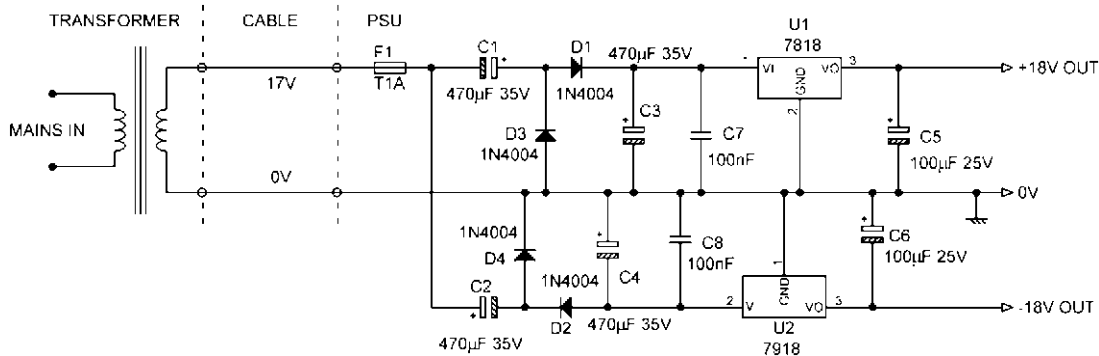 TRANSFORMER
CABLE
PSU
MAINS IN
17V
0V
F1
T1A
C1
+
470µF 35V
D1
1N4004
D3
1N4004
470µF 35V
+
C3
C7
100nF
U1
7818
VI
GND
VO
3
2
+
C5
100µF 25V
+18V OUT
0V
1N4004
D4
C2
+
470µF 35V
1N4004
D2
+
C4
470µF 35V
C8
100nF
1
GND
2
V
VO
3
U2
7918
+
C6
100µF 25V
-18V OUT